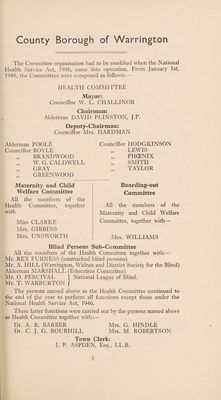 County Borough of Warrington
The Committee organisation had to be modified when the National
Health Service Act, 1946, came into operation. From January 1st,
1948, the Committees were composed as follows:—
HEALTH COMMITTEE
Mayor:
Councillor W. L. CHALLINOR
Chairman:
Alderman DAVID PLINSTON, J.P.
Deputy-Chairman:
Councillor Mrs. HARDMAN
Alderman POOLE
Councillor BOYLE
„ BRANDWOOD
„ W. G. CALDWELL
„ GRAY
„ GREENWOOD
Councillor HODGKINSON
„ LEWIS
„ PHŒNIX
„ SMITH
„ TAYLOR
Maternity and Child
Welfare Committee
All the members of the
Health Committee, together
with
Miss CLARKE
Mrs. GIBBINS
Mrs. UNSWORTH
Boarding-out
Committee
All the members of the
Maternity and Child Welfare
Committee, together with—
Mrs. WILLIAMS
Blind Persons Sub-Committee
All the members of the Health Committee together with:—
Mr. REX FURNESS (unattached blind persons)
Mr. A. HILL (Warrington, Widnes and District Society for the Blind)
Alderman MARSHALL (Education Committee)
Mr. O. PERCIVAL
Mr. T. WARBURTON
National League of Blind.
The persons named above as the Health Committee continued to
the end of the year to perform all functions except those under the
National Health Service Act, 1946.
These latter functions were carried out by the persons named above
as Health Committee together with:—
Dr. A. R. BARBER
Dr. C. J. G. BOURHILL
Mrs. G. HINDLE
Mrs. M. ROBERTSON
Town Clerk:
J. P. ASPDEN, Esq., LL.B.
3